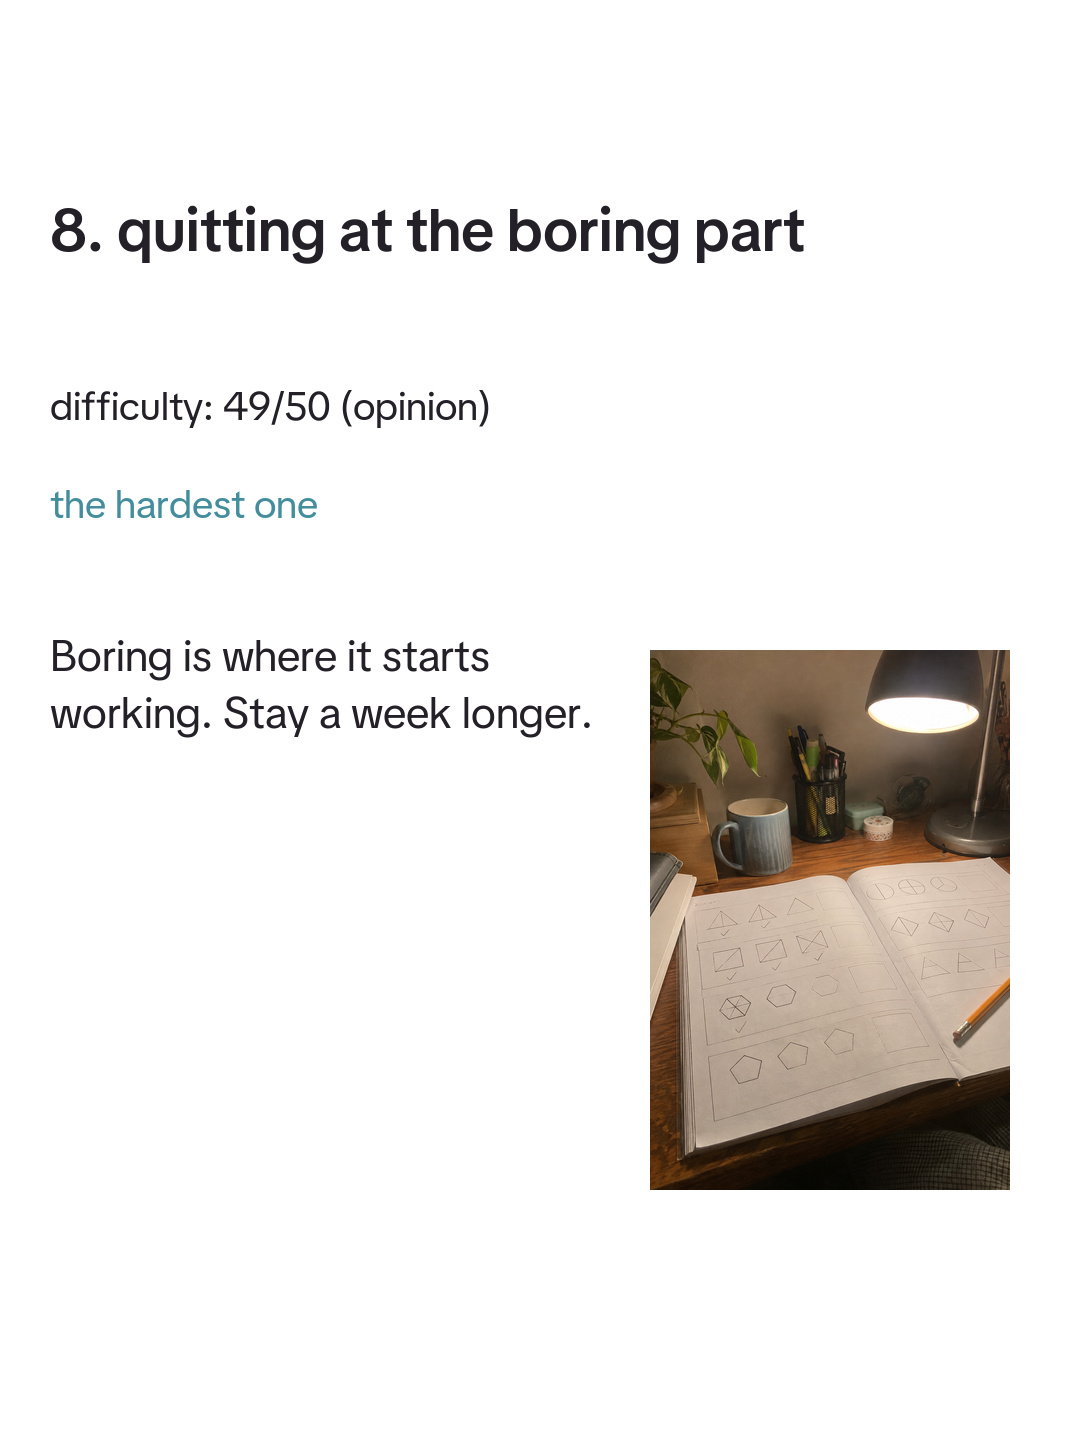 8. quitting at the boring part
difficulty: 49/50 (opinion)
the hardest one
Boring is where it starts
working. Stay a week longer.